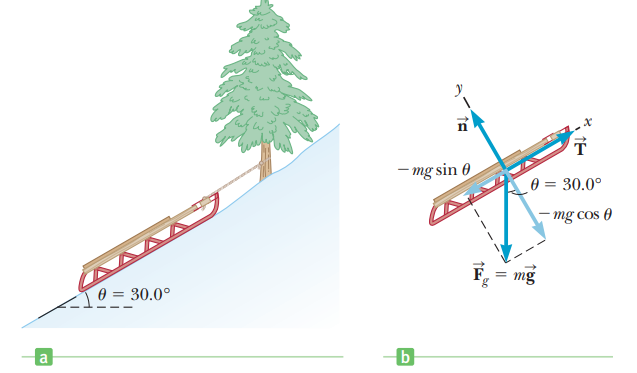 θ = 30.0°
a
y
n⃗
x
T⃗
−mg sin θ
θ = 30.0°
−mg cos θ
F⃗g = mg⃗
b